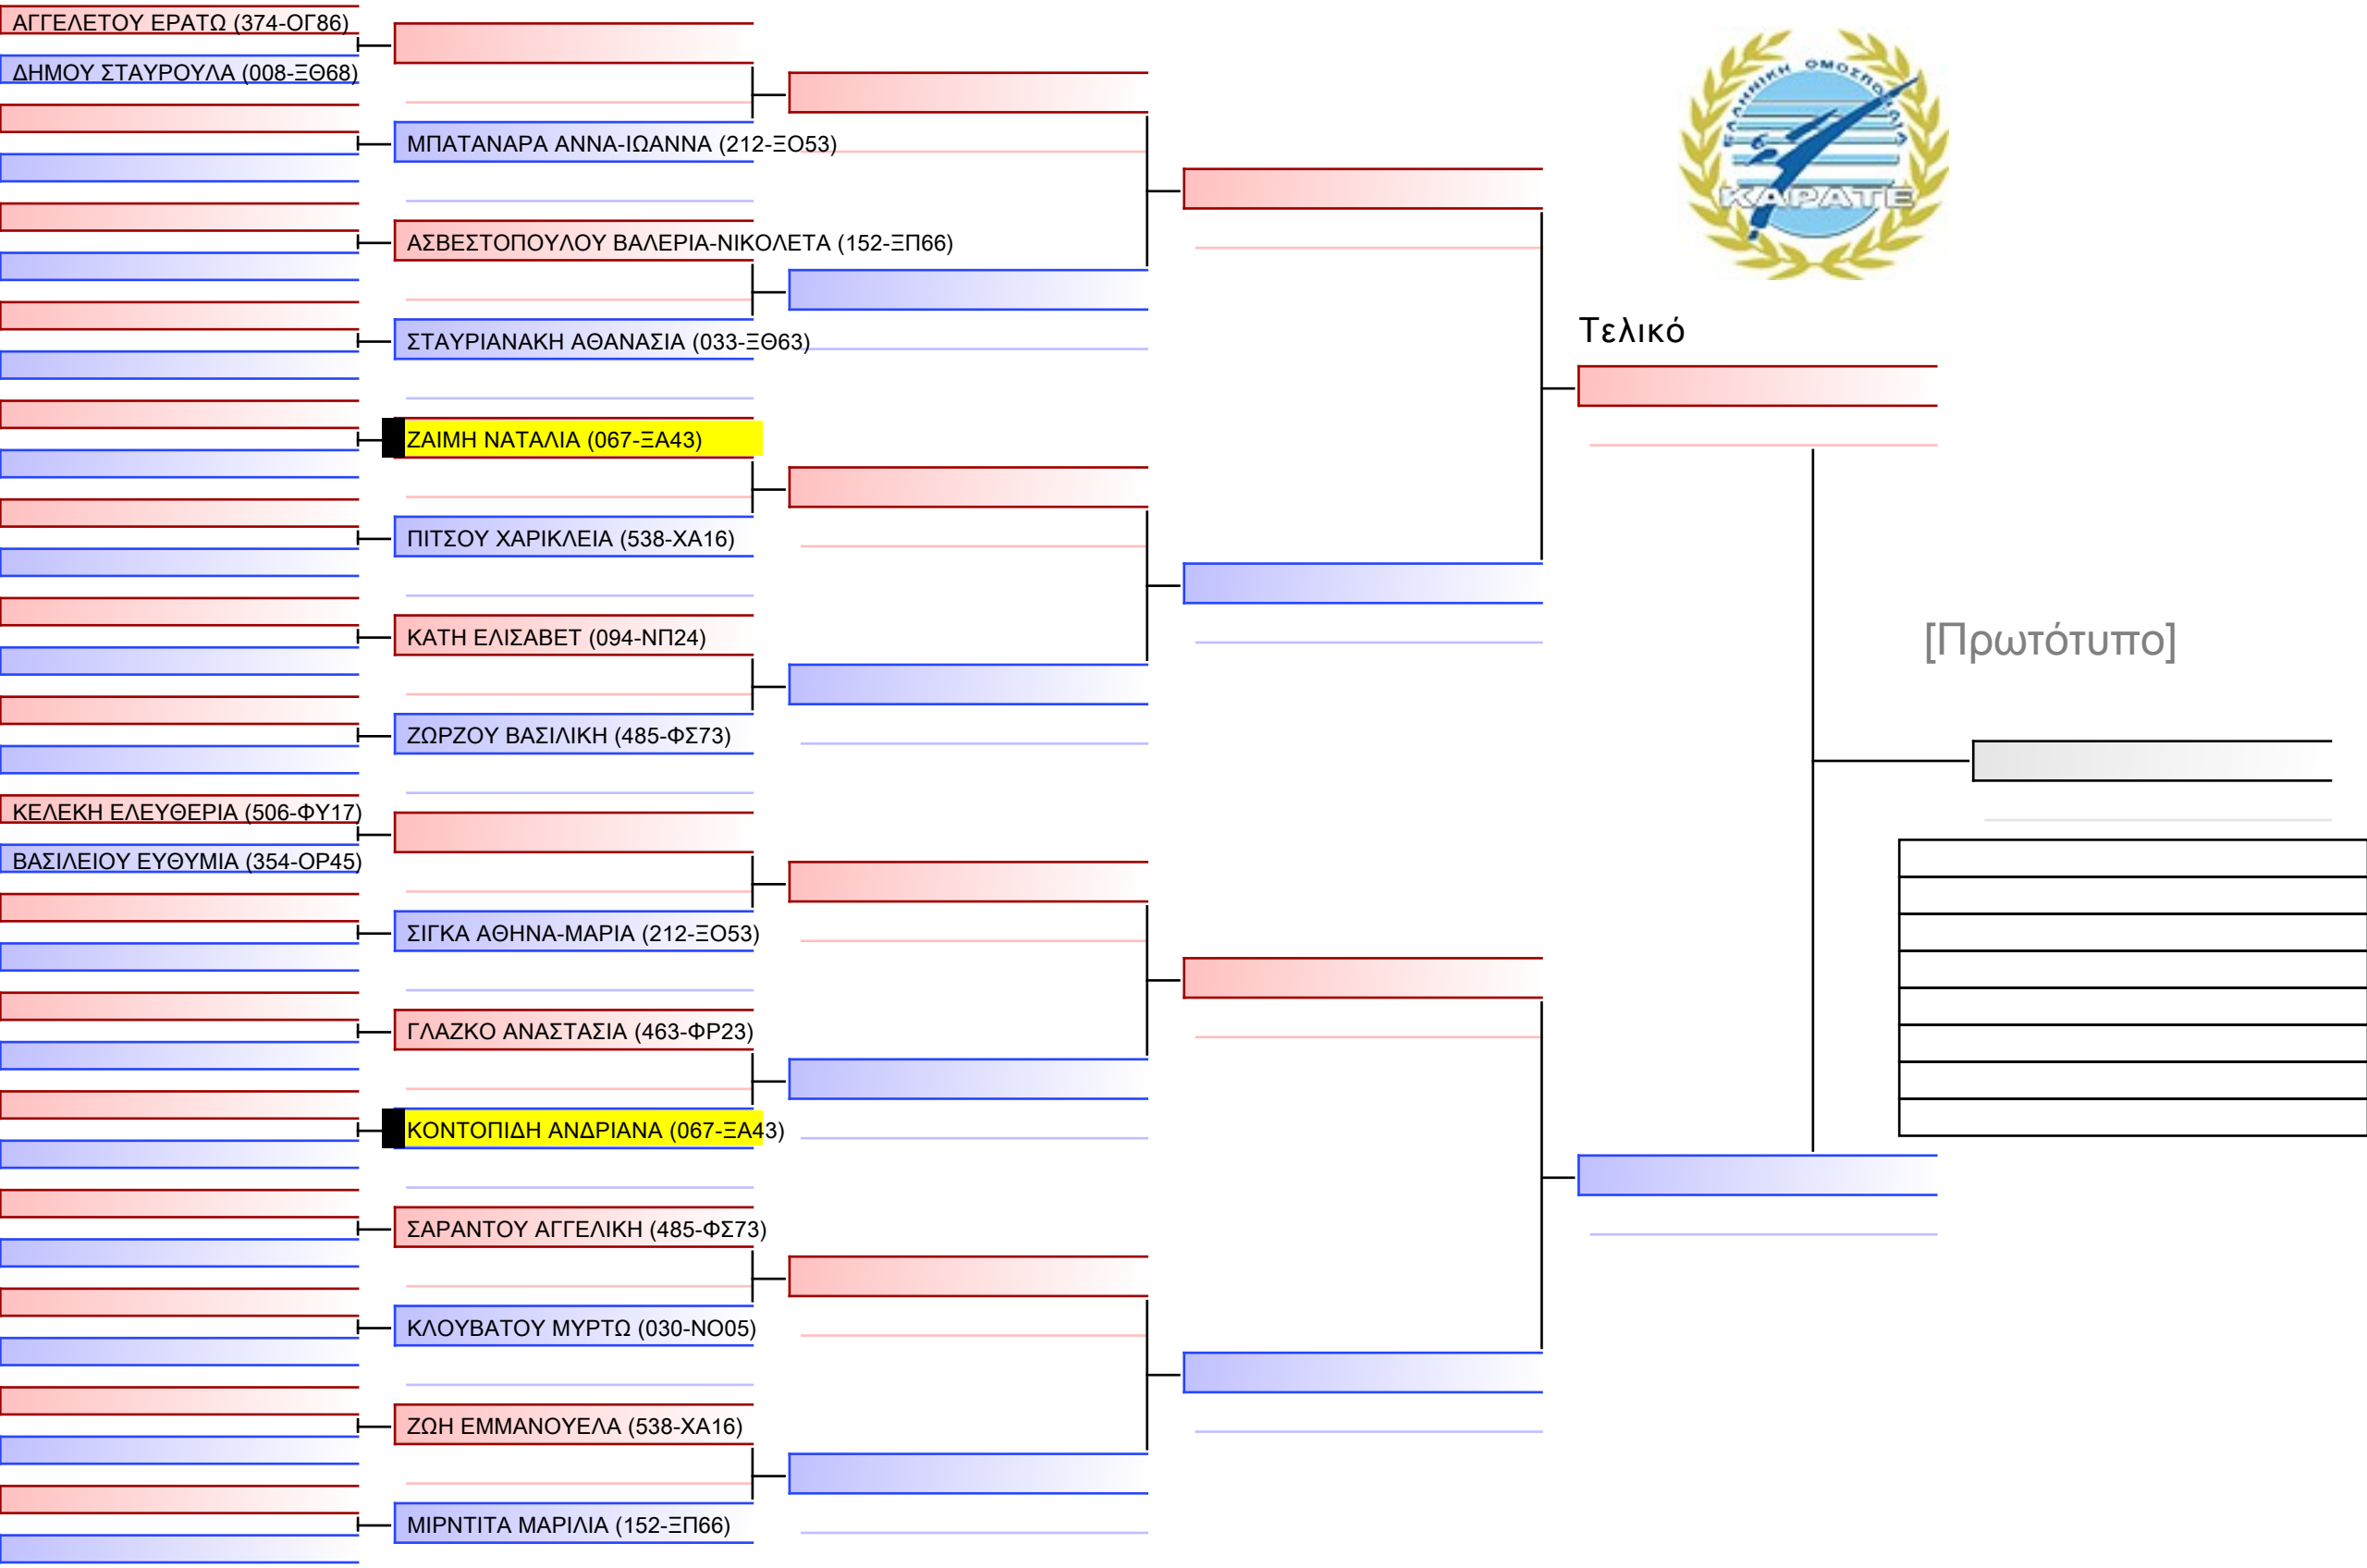 ΑΓΓΕΛΕΤΟΥ ΕΡΑΤΩ (374-ΟΓ86)
ΔΗΜΟΥ ΣΤΑΥΡΟΥΛΑ (008-ΞΘ68)
ΜΠΑΤΑΝΑΡΑ ΑΝΝΑ-ΙΩΑΝΝΑ (212-ΞΟ53)
ΑΣΒΕΣΤΟΠΟΥΛΟΥ ΒΑΛΕΡΙΑ-ΝΙΚΟΛΕΤΑ (152-ΞΠ66)
ΣΤΑΥΡΙΑΝΑΚΗ ΑΘΑΝΑΣΙΑ (033-ΞΘ63)
ΖΑΙΜΗ ΝΑΤΑΛΙΑ (067-ΞΑ43)
ΠΙΤΣΟΥ ΧΑΡΙΚΛΕΙΑ (538-ΧΑ16)
ΚΑΤΗ ΕΛΙΣΑΒΕΤ (094-ΝΠ24)
ΖΩΡΖΟΥ ΒΑΣΙΛΙΚΗ (485-ΦΣ73)
ΚΕΛΕΚΗ ΕΛΕΥΘΕΡΙΑ (506-ΦΥ17)
ΒΑΣΙΛΕΙΟΥ ΕΥΘΥΜΙΑ (354-ΟΡ45)
ΣΙΓΚΑ ΑΘΗΝΑ-ΜΑΡΙΑ (212-ΞΟ53)
ΓΛΑΖΚΟ ΑΝΑΣΤΑΣΙΑ (463-ΦΡ23)
ΚΟΝΤΟΠΙΔΗ ΑΝΔΡΙΑΝΑ (067-ΞΑ43)
ΣΑΡΑΝΤΟΥ ΑΓΓΕΛΙΚΗ (485-ΦΣ73)
ΚΛΟΥΒΑΤΟΥ ΜΥΡΤΩ (030-ΝΟ05)
ΖΩΗ ΕΜΜΑΝΟΥΕΛΑ (538-ΧΑ16)
ΜΙΡΝΤΙΤΑ ΜΑΡΙΛΙΑ (152-ΞΠ66)
ΕΛΛΗΝΙΚΗ ΟΜΟΣΠΟΝΔΙΑ
ΚΑΡΑΤΕ
Τελικό
[Πρωτότυπο]